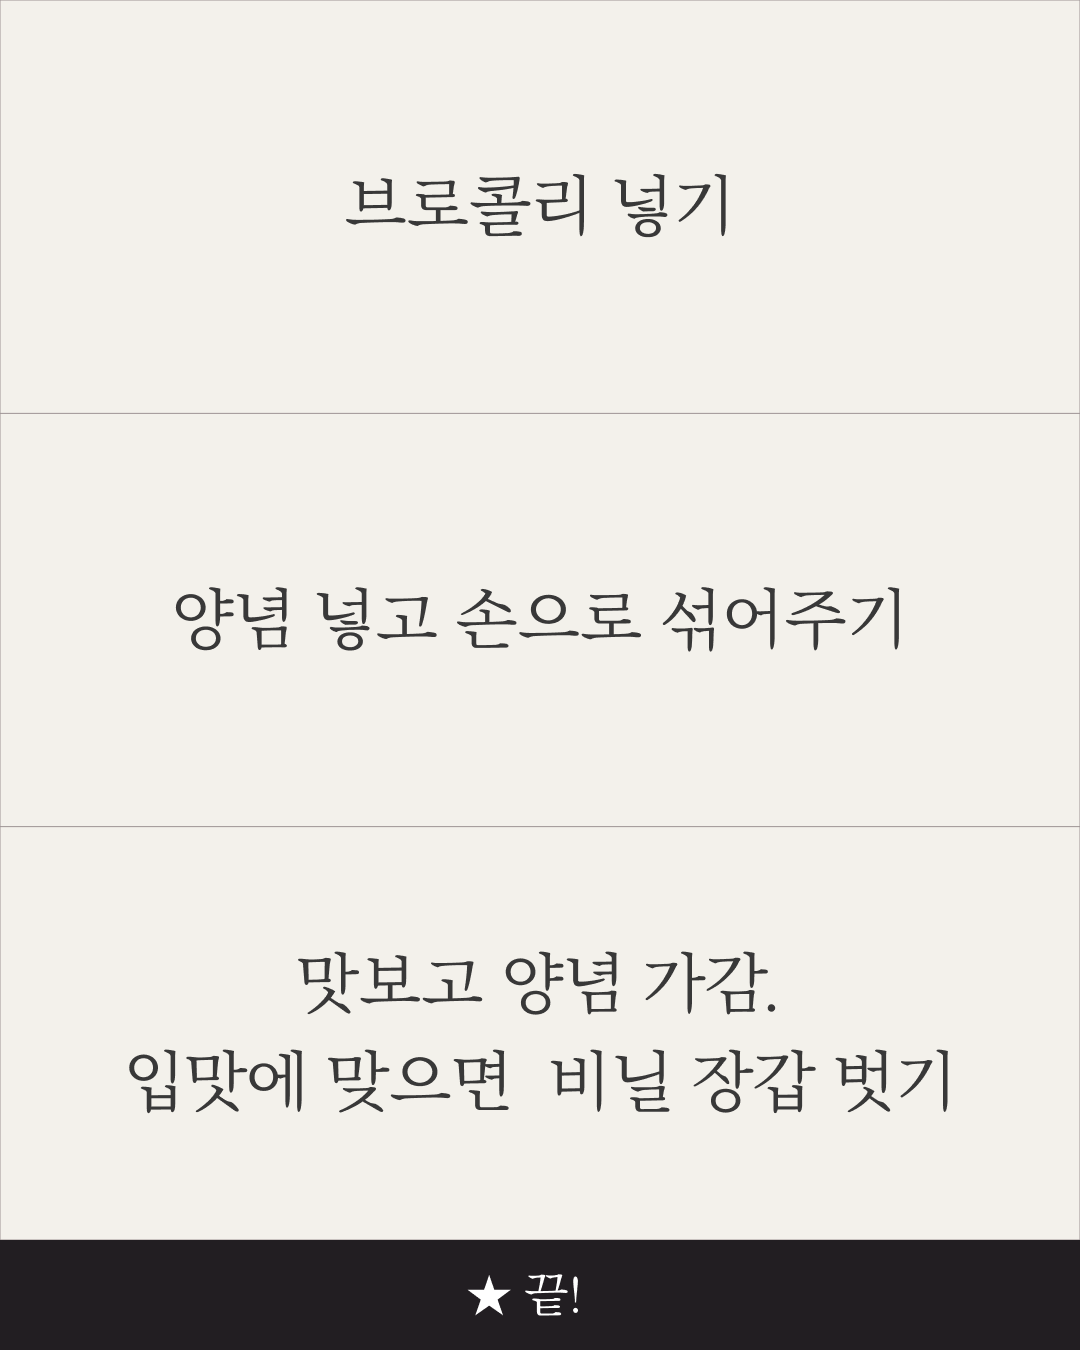 브로콜리 넣기
양념 넣고 손으로 섞어주기
맛보고 양념 가감.
입맛에 맞으면  비닐 장갑 벗기
★ 끝!